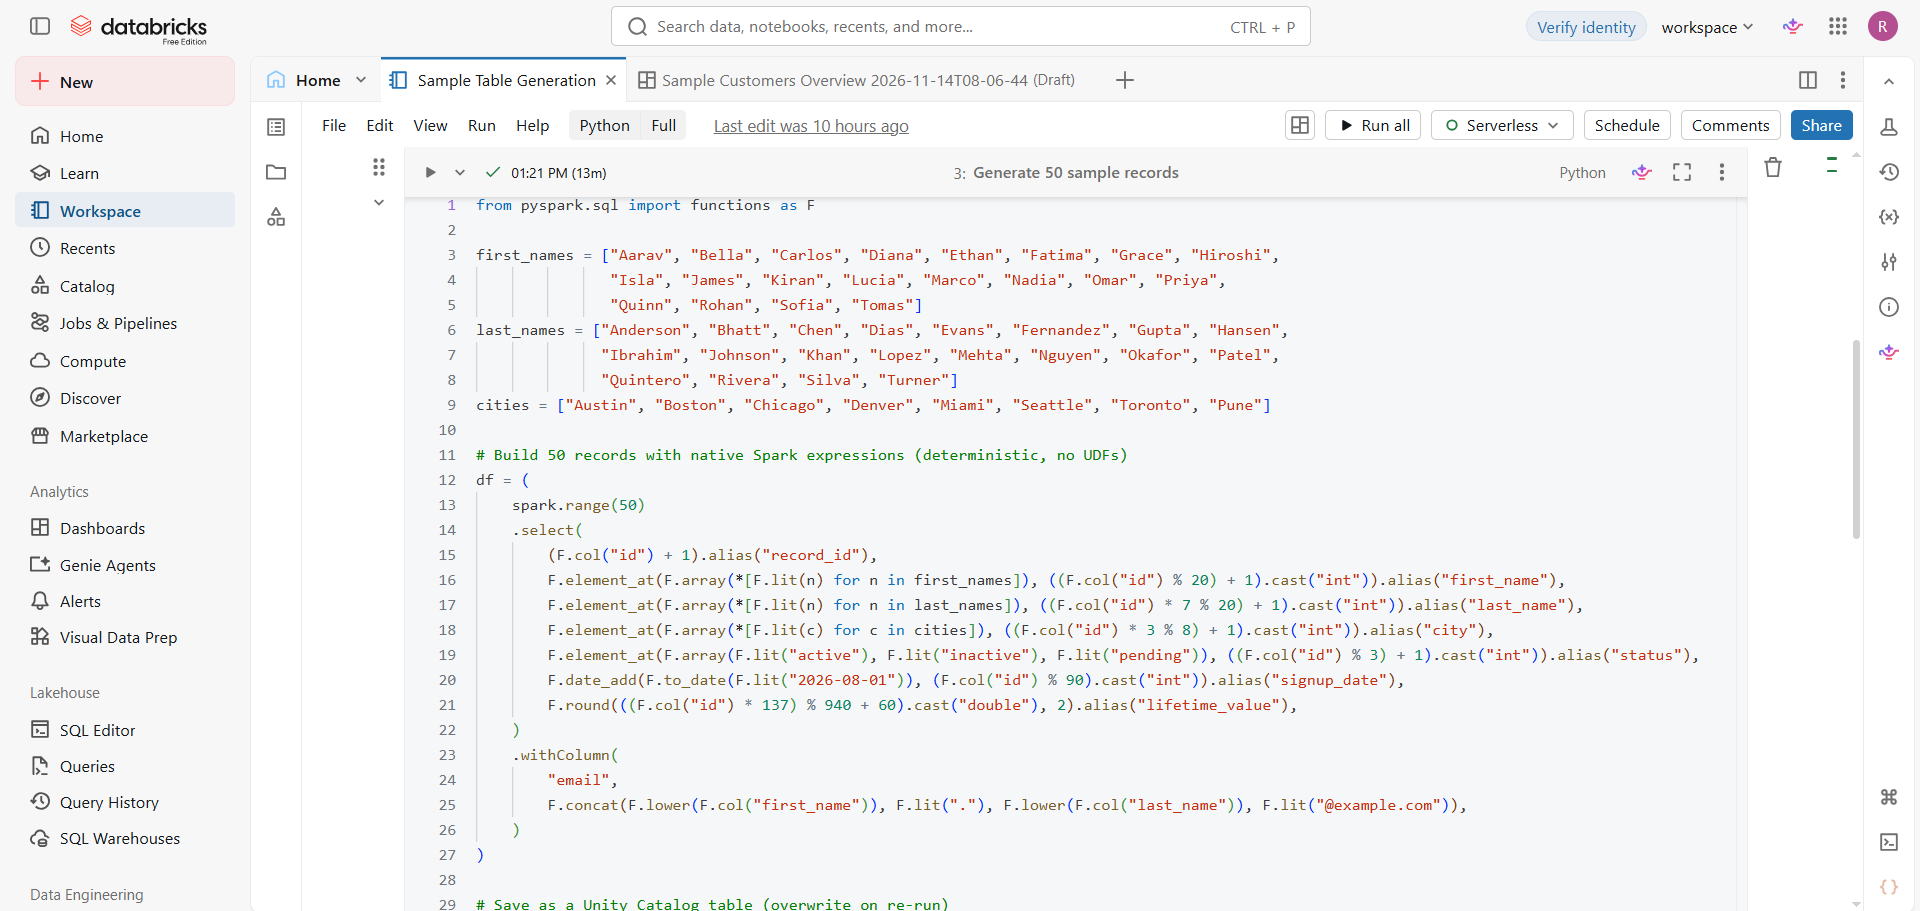 databricks
Free Edition
Search data, notebooks, recents, and more...
CTRL + P
Verify identity
workspace
R
New
Home
Learn
Workspace
Recents
Catalog
Jobs & Pipelines
Compute
Discover
Marketplace
Analytics
Dashboards
Genie Agents
Alerts
Visual Data Prep
Lakehouse
SQL Editor
Queries
Query History
SQL Warehouses
Data Engineering
Home
Sample Table Generation
Sample Customers Overview 2026-11-14T08-06-44 (Draft)
File Edit View Run Help Python Full Last edit was 10 hours ago
Run all
Serverless
Schedule
Comments
Share
01:21 PM (13m)
3: Generate 50 sample records
Python
1 from pyspark.sql import functions as F
2
3 first_names = ["Aarav", "Bella", "Carlos", "Diana", "Ethan", "Fatima", "Grace", "Hiroshi",
4 "Isla", "James", "Kiran", "Lucia", "Marco", "Nadia", "Omar", "Priya",
5 "Quinn", "Rohan", "Sofia", "Tomas"]
6 last_names = ["Anderson", "Bhatt", "Chen", "Dias", "Evans", "Fernandez", "Gupta", "Hansen",
7 "Ibrahim", "Johnson", "Khan", "Lopez", "Mehta", "Nguyen", "Okafor", "Patel",
8 "Quintero", "Rivera", "Silva", "Turner"]
9 cities = ["Austin", "Boston", "Chicago", "Denver", "Miami", "Seattle", "Toronto", "Pune"]
10
11 # Build 50 records with native Spark expressions (deterministic, no UDFs)
12 df = (
13 spark.range(50)
14 .select(
15 (F.col("id") + 1).alias("record_id"),
16 F.element_at(F.array(*[F.lit(n) for n in first_names]), ((F.col("id") % 20) + 1).cast("int")).alias("first_name"),
17 F.element_at(F.array(*[F.lit(n) for n in last_names]), ((F.col("id") * 7 % 20) + 1).cast("int")).alias("last_name"),
18 F.element_at(F.array(*[F.lit(c) for c in cities]), ((F.col("id") * 3 % 8) + 1).cast("int")).alias("city"),
19 F.element_at(F.array(F.lit("active"), F.lit("inactive"), F.lit("pending")), ((F.col("id") % 3) + 1).cast("int")).alias("status"),
20 F.date_add(F.to_date(F.lit("2026-08-01")), (F.col("id") % 90).cast("int")).alias("signup_date"),
21 F.round(((F.col("id") * 137) % 940 + 60).cast("double"), 2).alias("lifetime_value"),
22 )
23 .withColumn(
24 "email",
25 F.concat(F.lower(F.col("first_name")), F.lit("."), F.lower(F.col("last_name")), F.lit("@example.com")),
26 )
27 )
28
29 # Save as a Unity Catalog table (overwrite on re-run)